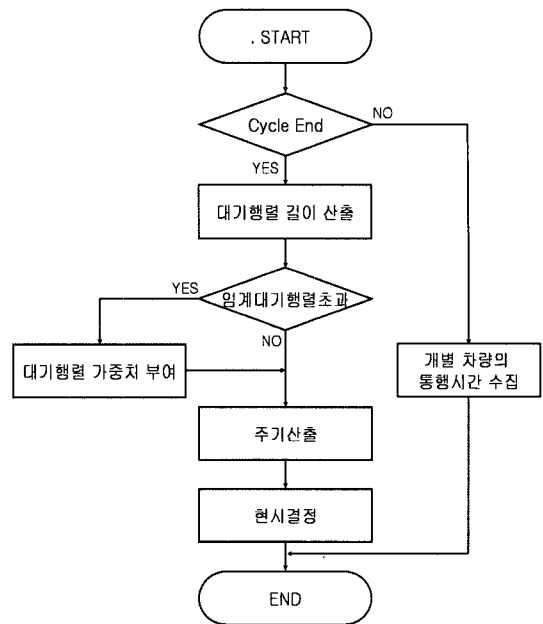 . START
Cycle End
NO
YES
대기행렬 길이 산출
YES
임계대기행렬초과
NO
대기행렬 가중치 부여
개별 차량의
통행시간 수집
주기산출
현시결정
END